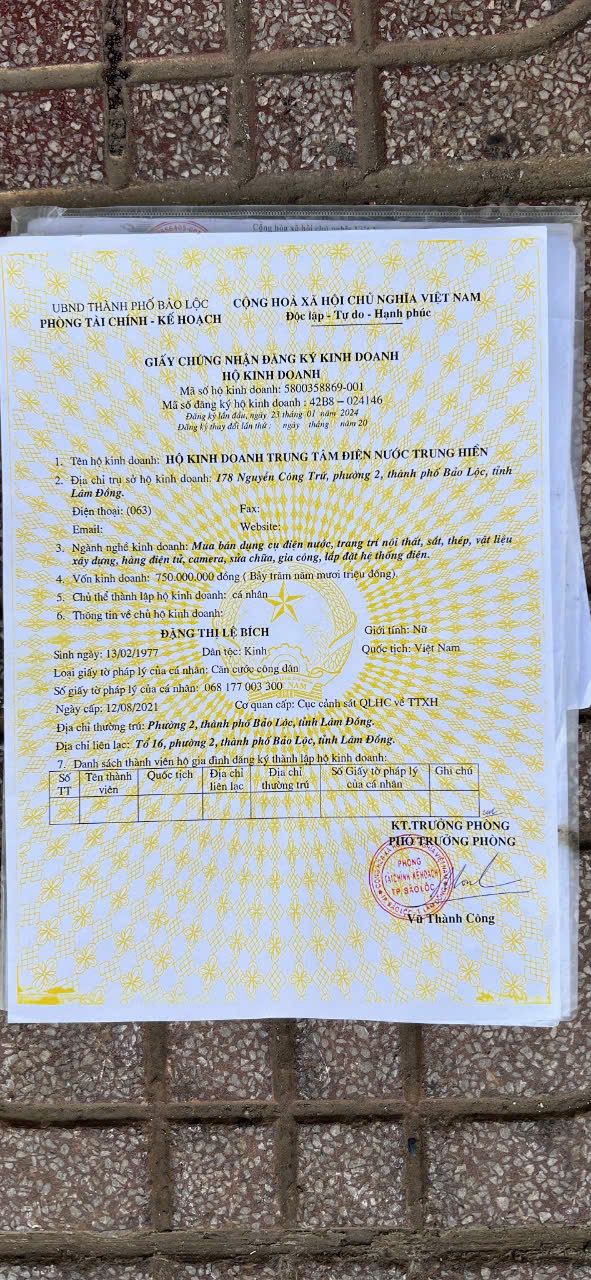 Cộng hòa xã hội chủ nghĩa Việt
UBND THÀNH PHỐ BẢO LỘC
PHÒNG TÀI CHÍNH - KẾ HOẠCH
CỘNG HOÀ XÃ HỘI CHỦ NGHĨA VIỆT NAM
Độc lập - Tự do - Hạnh phúc
GIẤY CHỨNG NHẬN ĐĂNG KÝ KINH DOANH
HỘ KINH DOANH
Mã số hộ kinh doanh: 5800358869-001
Mã số đăng ký hộ kinh doanh : 42B8 – 024146
Đăng ký lần đầu, ngày 23 tháng 01 năm 2024
Đăng ký thay đổi lần thứ : ngày tháng năm 20
1. Tên hộ kinh doanh: HỘ KINH DOANH TRUNG TÂM ĐIỆN NƯỚC TRUNG HIỀN
2. Địa chỉ trụ sở hộ kinh doanh: 178 Nguyễn Công Trứ, phường 2, thành phố Bảo Lộc, tỉnh
Lâm Đồng.
Điện thoại: (063) Fax:
Email: Website:
3. Ngành nghề kinh doanh: Mua bán dụng cụ điện nước, trang trí nội thất, sắt, thép, vật liệu
xây dựng, hàng điện tử, camera, sửa chữa, gia công, lắp đặt hệ thống điện.
4. Vốn kinh doanh: 750.000.000 đồng ( Bảy trăm năm mươi triệu đồng).
5. Chủ thể thành lập hộ kinh doanh: cá nhân
6. Thông tin về chủ hộ kinh doanh:
ĐẶNG THỊ LỆ BÍCH Giới tính: Nữ
Sinh ngày: 13/02/1977 Dân tộc: Kinh Quốc tịch: Việt Nam
Loại giấy tờ pháp lý của cá nhân: Căn cước công dân
Số giấy tờ pháp lý của cá nhân: 068 177 003 300
Ngày cấp: 12/08/2021 Cơ quan cấp: Cục cảnh sát QLHC về TTXH
Địa chỉ thường trú: Phường 2, thành phố Bảo Lộc, tỉnh Lâm Đồng.
Địa chỉ liên lạc: Tổ 16, phường 2, thành phố Bảo Lộc, tỉnh Lâm Đồng.
7. Danh sách thành viên hộ gia đình đăng ký thành lập hộ kinh doanh:
Số TT Tên thành viên Quốc tịch Địa chỉ liên lạc Địa chỉ thường trú Số Giấy tờ pháp lý của cá nhân Ghi chú
KT.TRƯỞNG PHÒNG
PHÓ TRƯỞNG PHÒNG
PHÒNG
TÀI CHÍNH KẾ HOẠCH
TP.BẢO LỘC
Vũ Thành Công